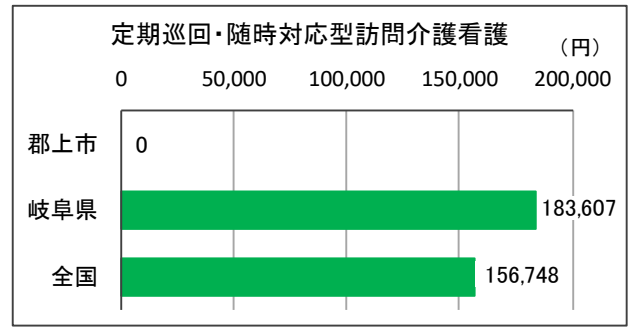 定期巡回・随時対応型訪問介護看護
（円）
0 50,000 100,000 150,000 200,000
郡上市 0
岐阜県 183,607
全国 156,748